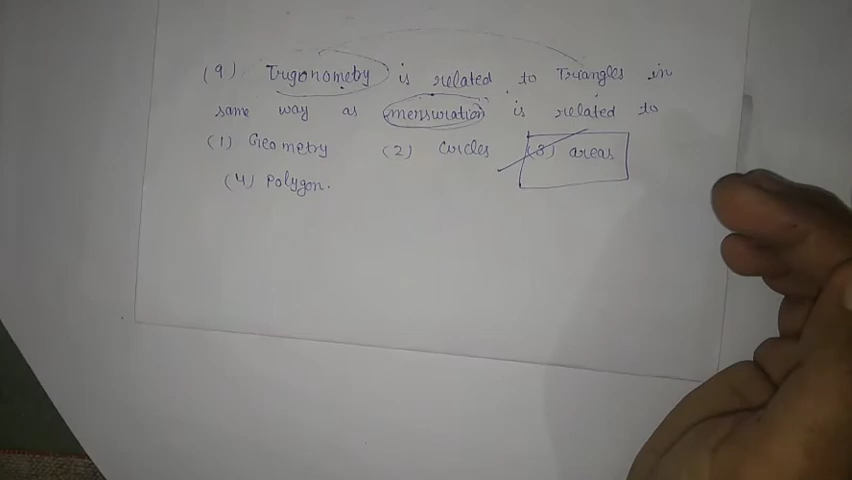 (9) Trigonometry is related to Triangles in
same way as mensuration is related to
(1) Geometry (2) Circles (3) areas
(4) Polygon.